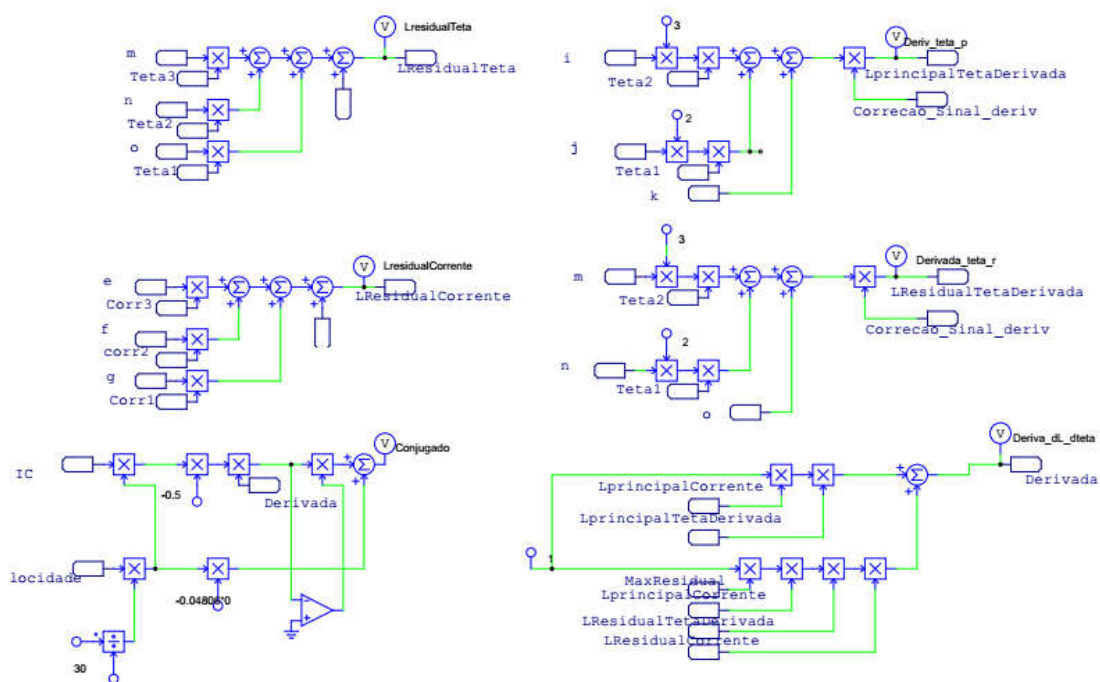 V
LresidualTeta
m
LResidualTeta
Teta3
n
Teta2
o
Teta1
3
V
Deriv_teta_p
i
LprincipalTetaDerivada
Teta2
Correcao_Sinal_deriv
2
j
Teta1
k
V
LresidualCorrente
e
LResidualCorrente
Corr3
f
corr2
g
Corr1
3
V
Derivada_teta_r
m
LResidualTetaDerivada
Teta2
Correcao_Sinal_deriv
2
n
Teta1
o
V
Conjugado
IC
-0.5
Derivada
locidade
30
V
Deriva_dL_dteta
Derivada
LprincipalCorrente
LprincipalTetaDerivada
1
MaxResidual
LprincipalCorrente
LResidualTetaDerivada
LResidualCorrente